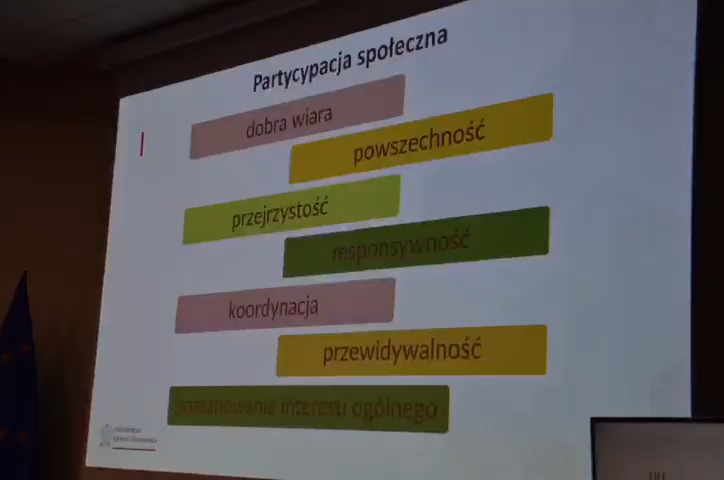 Partycypacja społeczna
dobra wiara
powszechność
przejrzystość
responsywność
koordynacja
przewidywalność
poszanowanie interesu ogólnego